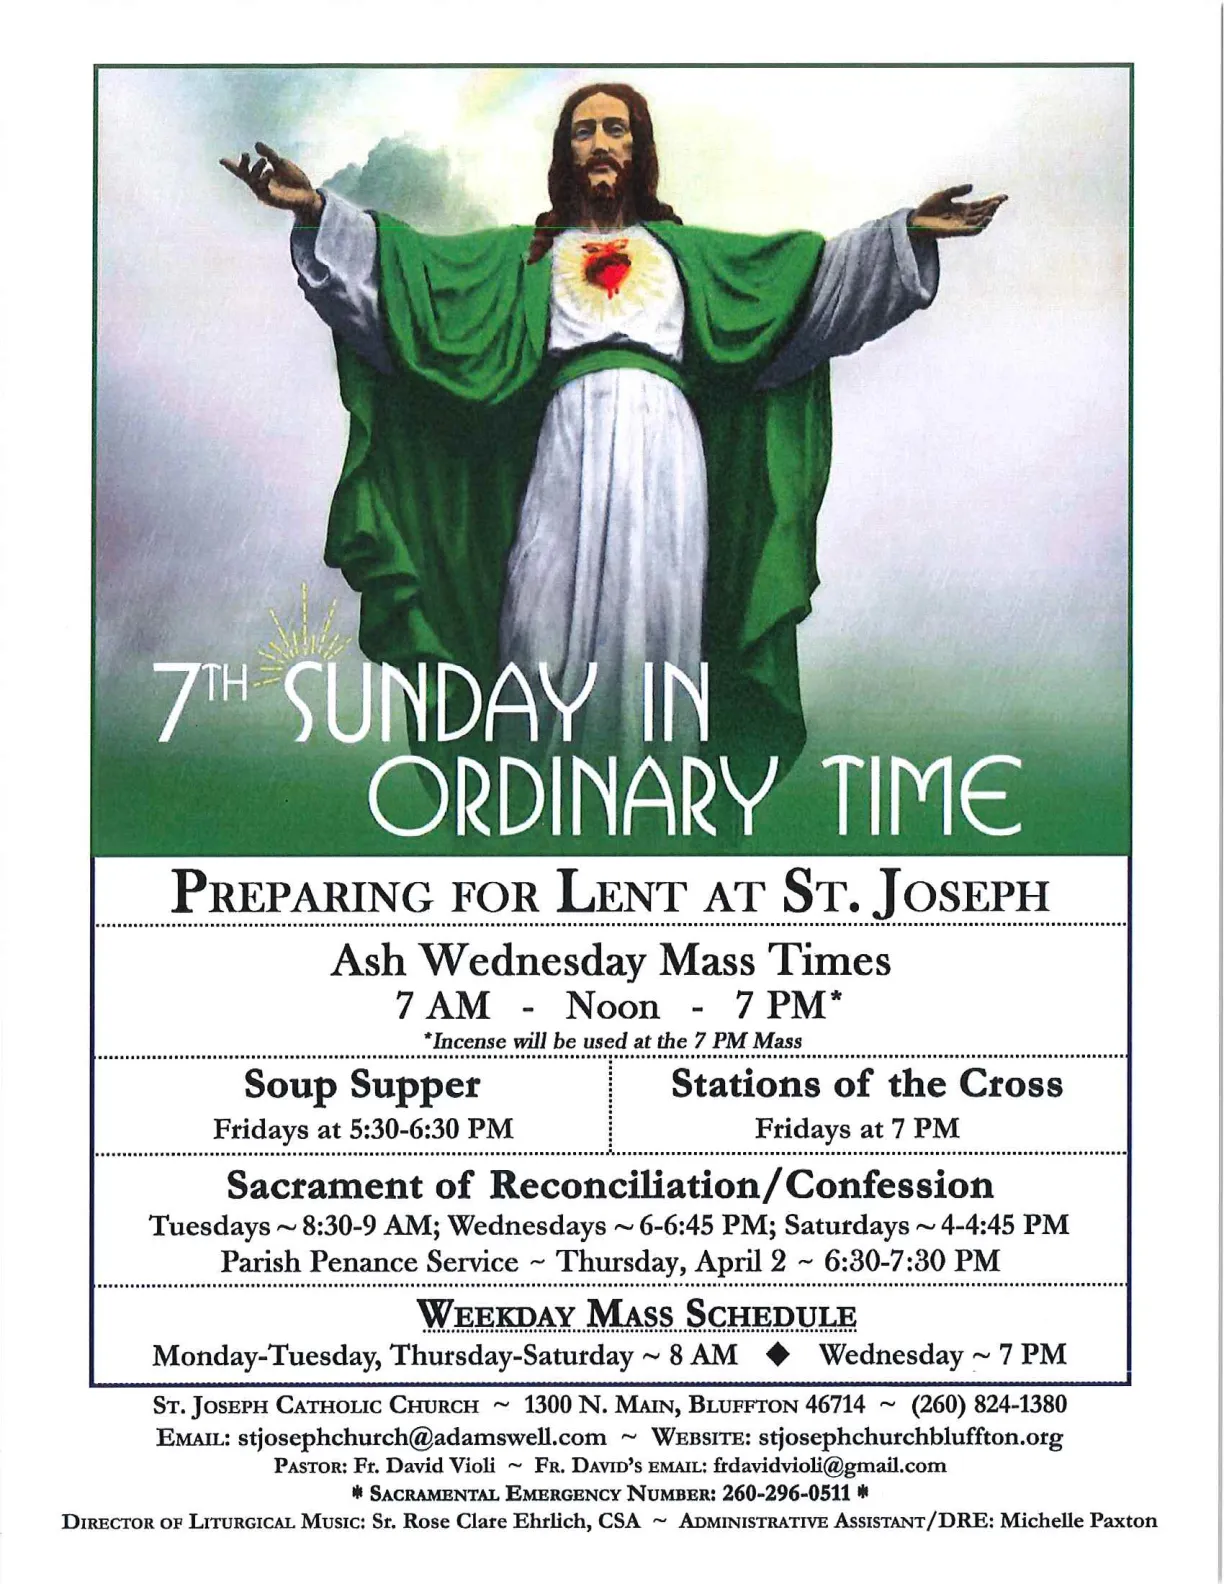 7TH SUNDAY IN
ORDINARY TIME
PREPARING FOR LENT AT ST. JOSEPH
Ash Wednesday Mass Times
7 AM - Noon - 7 PM*
*Incense will be used at the 7 PM Mass
Soup Supper
Fridays at 5:30-6:30 PM
Stations of the Cross
Fridays at 7 PM
Sacrament of Reconciliation/Confession
Tuesdays ~ 8:30-9 AM; Wednesdays ~ 6-6:45 PM; Saturdays ~ 4-4:45 PM
Parish Penance Service ~ Thursday, April 2 ~ 6:30-7:30 PM
WEEKDAY MASS SCHEDULE
Monday-Tuesday, Thursday-Saturday ~ 8 AM ♦ Wednesday ~ 7 PM
ST. JOSEPH CATHOLIC CHURCH ~ 1300 N. MAIN, BLUFFTON 46714 ~ (260) 824-1380
EMAIL: stjosephchurch@adamswell.com ~ WEBSITE: stjosephchurchbluffton.org
PASTOR: Fr. David Violi ~ FR. DAVID'S EMAIL: frdavidvioli@gmail.com
* SACRAMENTAL EMERGENCY NUMBER: 260-296-0511 *
DIRECTOR OF LITURGICAL MUSIC: Sr. Rose Clare Ehrlich, CSA ~ ADMINISTRATIVE ASSISTANT/DRE: Michelle Paxton